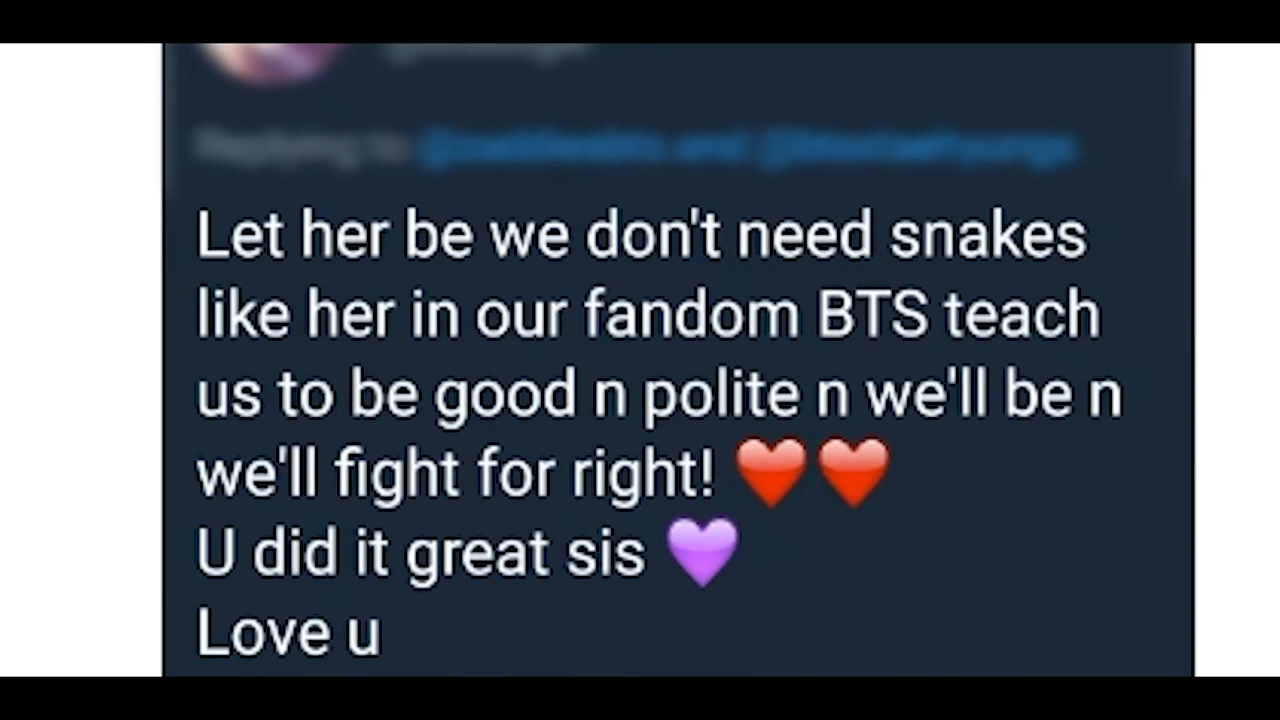 Let her be we don't need snakes
like her in our fandom BTS teach
us to be good n polite n we'll be n
we'll fight for right! ❤️❤️
U did it great sis 💜
Love u